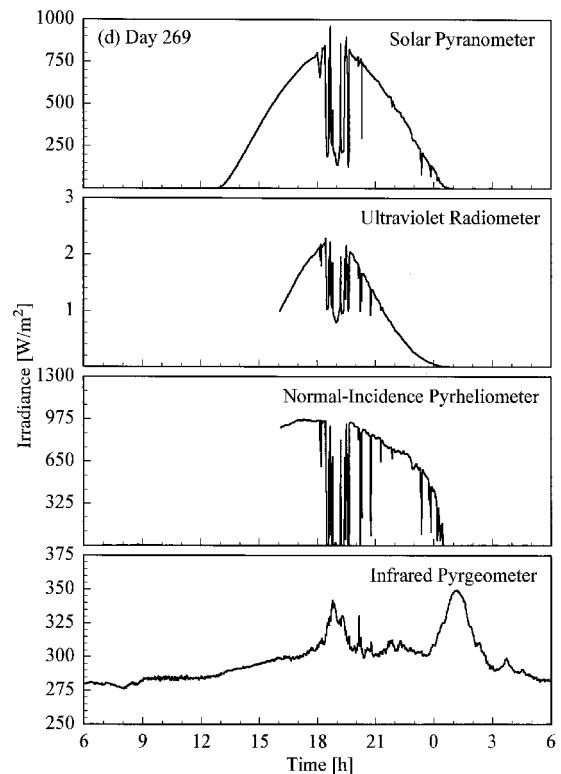 (d) Day 269
Solar Pyranometer
1000
750
500
250
Ultraviolet Radiometer
3
2
1
Irradiance [W/m²]
Normal-Incidence Pyrheliometer
1300
975
650
325
Infrared Pyrgeometer
375
350
325
300
275
250
6 9 12 15 18 21 0 3 6
Time [h]